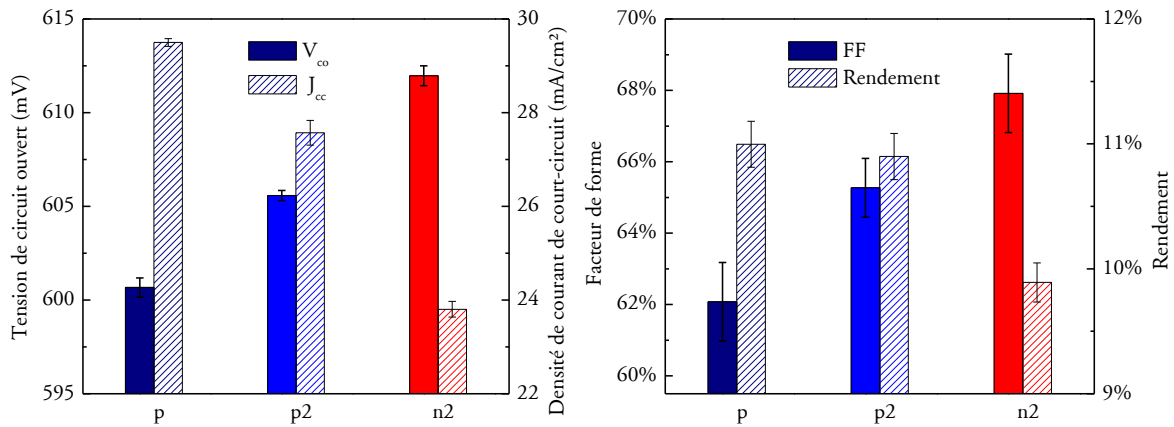 615
610
605
600
595
Tension de circuit ouvert (mV)
V_co
J_cc
30
28
26
24
22
Densité de courant de court-circuit (mA/cm²)
p
p2
n2
70%
68%
66%
64%
62%
60%
Facteur de forme
FF
Rendement
12%
11%
10%
9%
Rendement
p
p2
n2